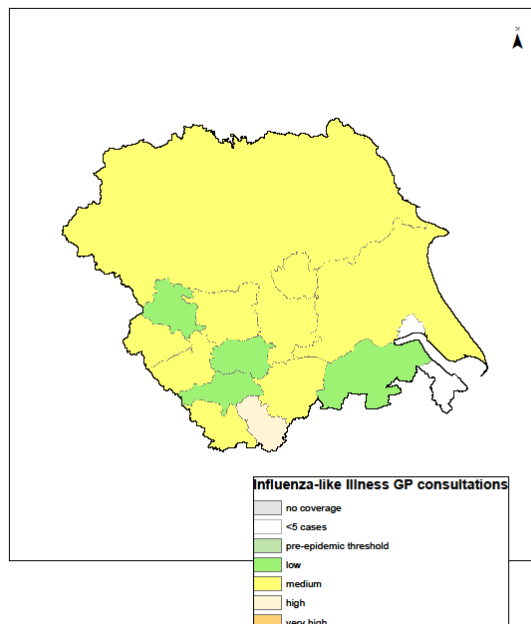 Influenza-like Illness GP consultations
no coverage
<5 cases
pre-epidemic threshold
low
medium
high
very high